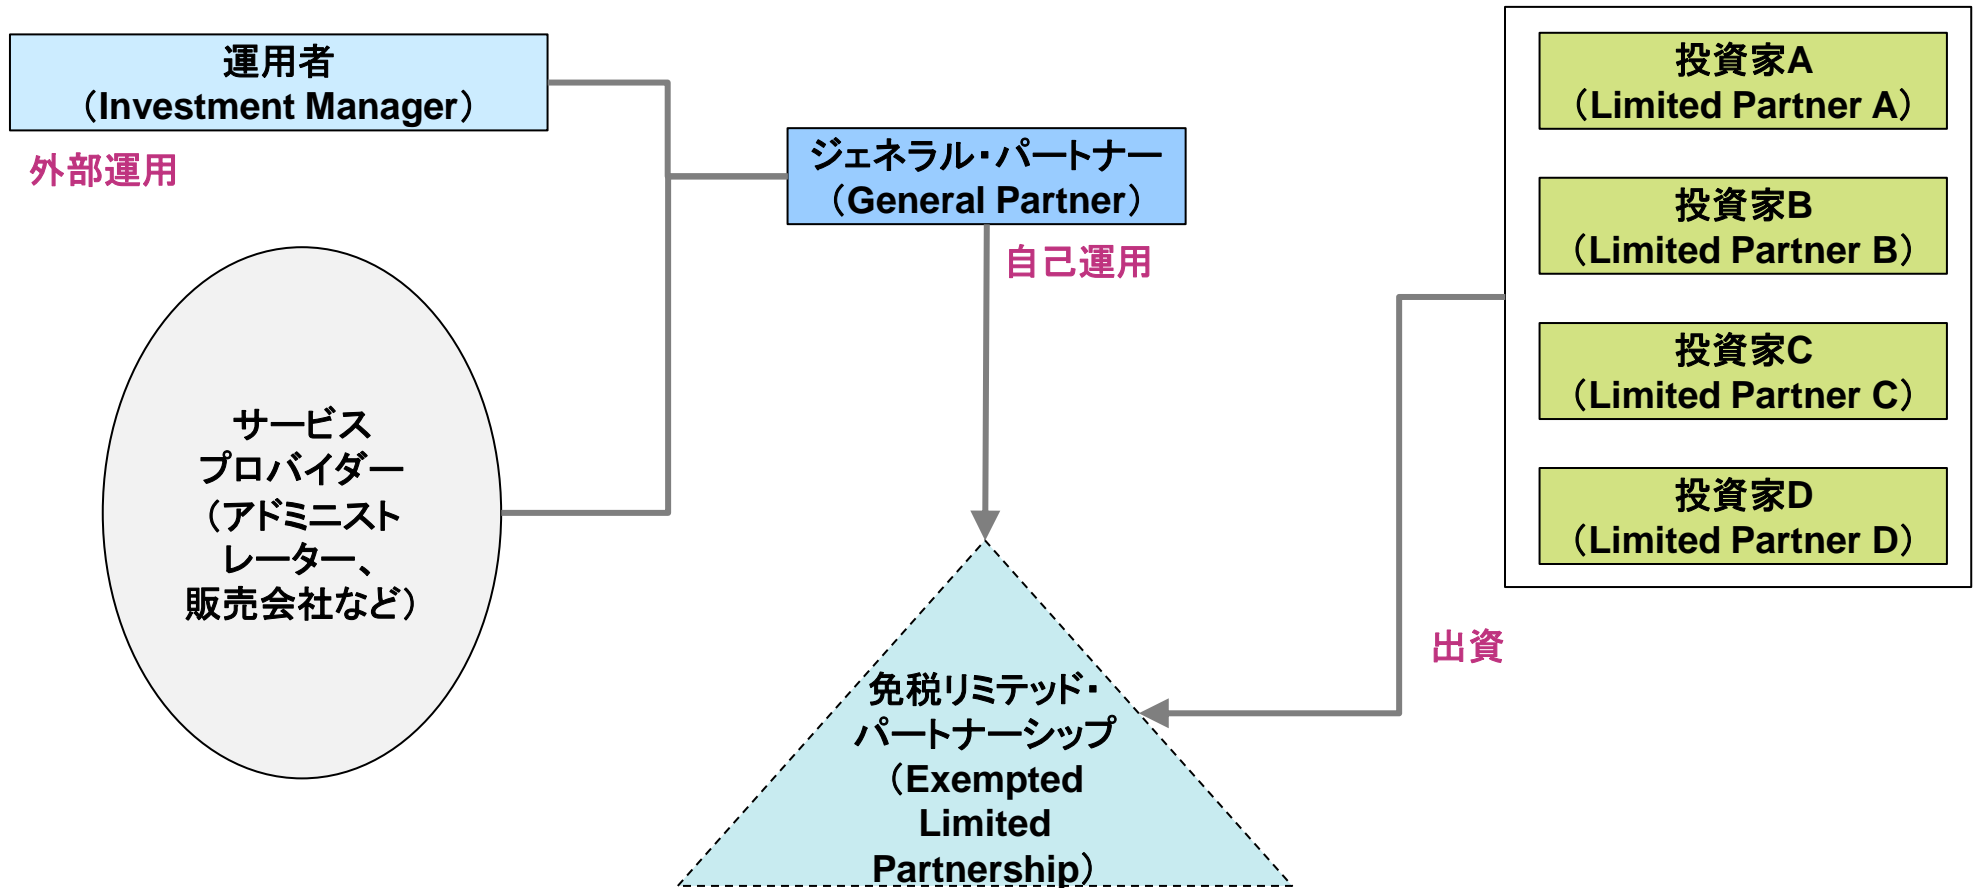 運用者
（Investment Manager）
外部運用
サービス
プロバイダー
（アドミニスト
レーター、
販売会社など）
ジェネラル・パートナー
（General Partner）
自己運用
免税リミテッド・
パートナーシップ
（Exempted
Limited
Partnership）
投資家A
（Limited Partner A）
投資家B
（Limited Partner B）
投資家C
（Limited Partner C）
投資家D
（Limited Partner D）
出資